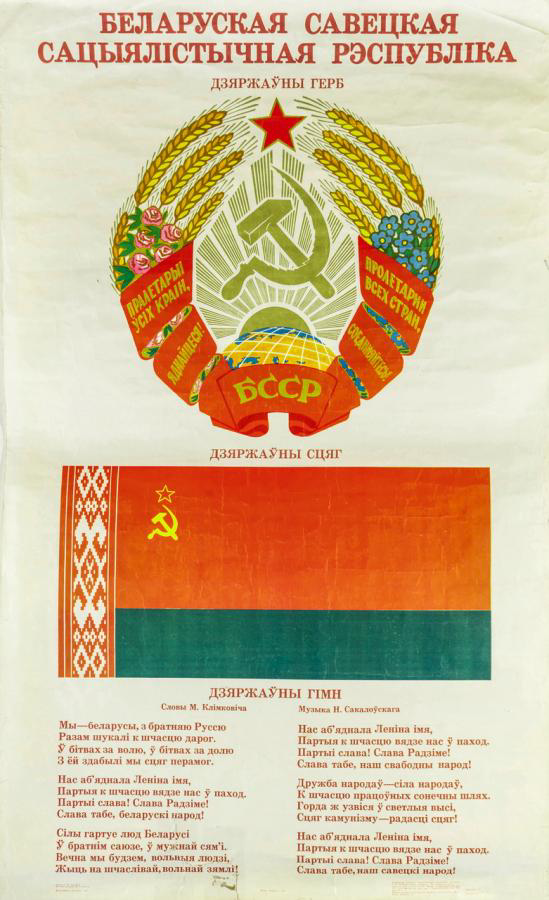 БЕЛАРУСКАЯ САВЕЦКАЯ
САЦЫЯЛІСТЫЧНАЯ РЭСПУБЛІКА
ДЗЯРЖАЎНЫ ГЕРБ
ПРАЛЕТАРЫІ
ЎСІХ КРАІН,
ЯДНАЙЦЕСЯ!
ПРОЛЕТАРИИ
ВСЕХ СТРАН,
СОЕДИНЯЙТЕСЬ!
БССР
ДЗЯРЖАЎНЫ СЦЯГ
ДЗЯРЖАЎНЫ ГІМН
Словы М. Клімковіча
Музыка Н. Сакалоўскага
Мы—беларусы, з братняю Руссю
Разам шукалі к шчасцю дарог.
Ў бітвах за волю, ў бітвах за долю
З ёй здабылі мы сцяг перамог.
Нас аб'яднала Леніна імя,
Партыя к шчасцю вядзе нас ў паход.
Партыі слава! Слава Радзіме!
Слава табе, беларускі народ!
Сілы гартуе люд Беларусі
Ў братнім саюзе, ў мужнай сям'і.
Вечна мы будзем, вольныя людзі,
Жыць на шчаслівай, вольнай зямлі!
Нас аб'яднала Леніна імя,
Партыя к шчасцю вядзе нас ў паход.
Партыі слава! Слава Радзіме!
Слава табе, наш свабодны народ!
Дружба народаў—сіла народаў,
К шчасцю працоўных сонечны шлях.
Горда ж узвіся ў светлыя высі,
Сцяг камунізму—радасці сцяг!
Нас аб'яднала Леніна імя,
Партыя к шчасцю вядзе нас ў паход.
Партыі слава! Слава Радзіме!
Слава табе, наш савецкі народ!